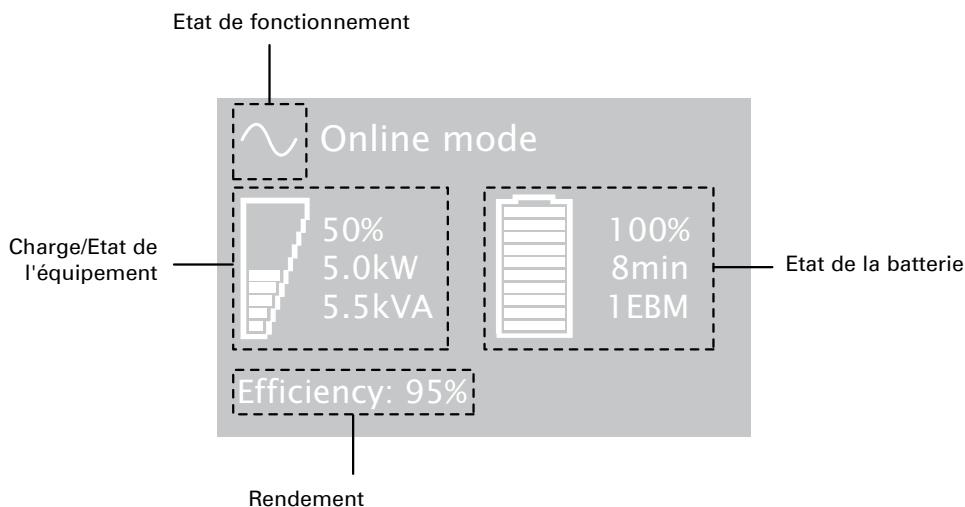 Etat de fonctionnement
Online mode
Charge/Etat de
l'équipement
50%
5.0kW
5.5kVA
100%
8min
1EBM
Etat de la batterie
Efficiency: 95%
Rendement